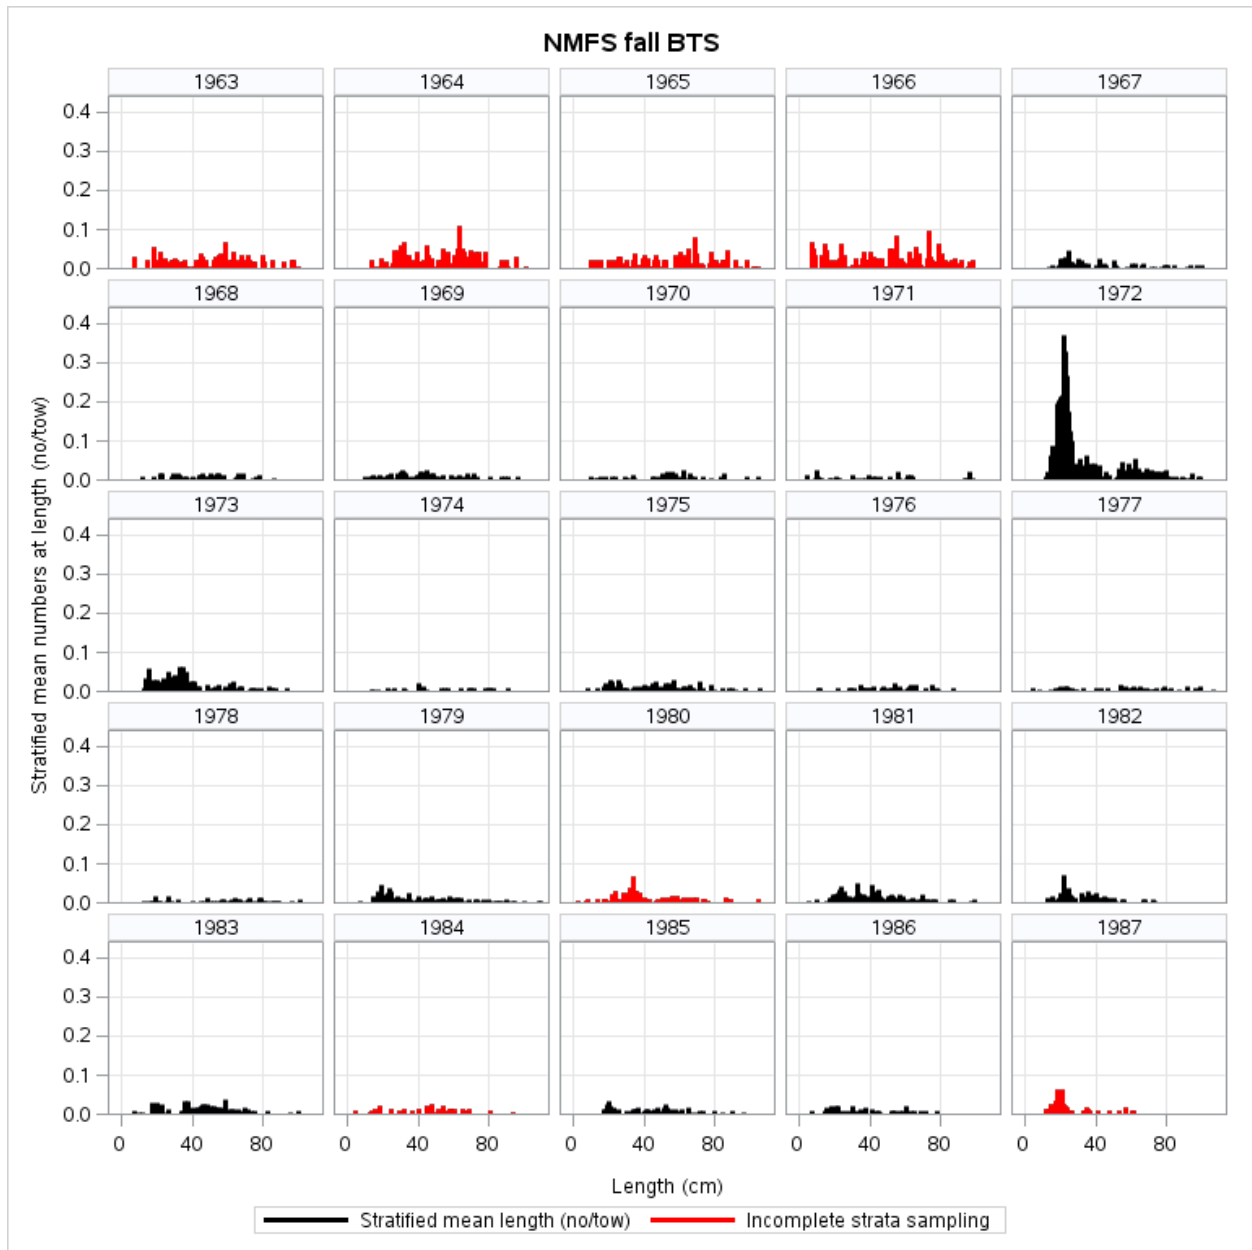 NMFS fall BTS
1963 1964 1965 1966 1967
0.4
0.3
0.2
0.1
0.0
1968 1969 1970 1971 1972
0.4
0.3
0.2
0.1
0.0
1973 1974 1975 1976 1977
0.4
0.3
0.2
0.1
0.0
1978 1979 1980 1981 1982
0.4
0.3
0.2
0.1
0.0
1983 1984 1985 1986 1987
0.4
0.3
0.2
0.1
0.0
Stratified mean numbers at length (no/tow)
0 40 80 0 40 80 0 40 80 0 40 80 0 40 80
Length (cm)
Stratified mean length (no/tow) Incomplete strata sampling